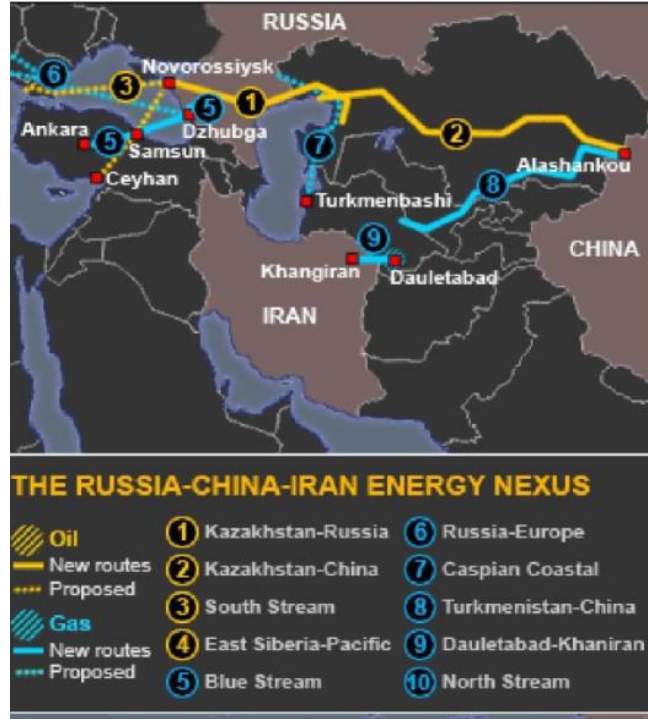 RUSSIA
Novorossiysk
6
3
5
1
Ankara
5
Dzhubga
2
Samsun
7
Alashankou
Ceyhan
8
Turkmenbashi
9
CHINA
Khangiran
Dauletabad
IRAN
THE RUSSIA-CHINA-IRAN ENERGY NEXUS
Oil
New routes
Proposed
Gas
New routes
Proposed
1 Kazakhstan-Russia
2 Kazakhstan-China
3 South Stream
4 East Siberia-Pacific
5 Blue Stream
6 Russia-Europe
7 Caspian Coastal
8 Turkmenistan-China
9 Dauletabad-Khaniran
10 North Stream